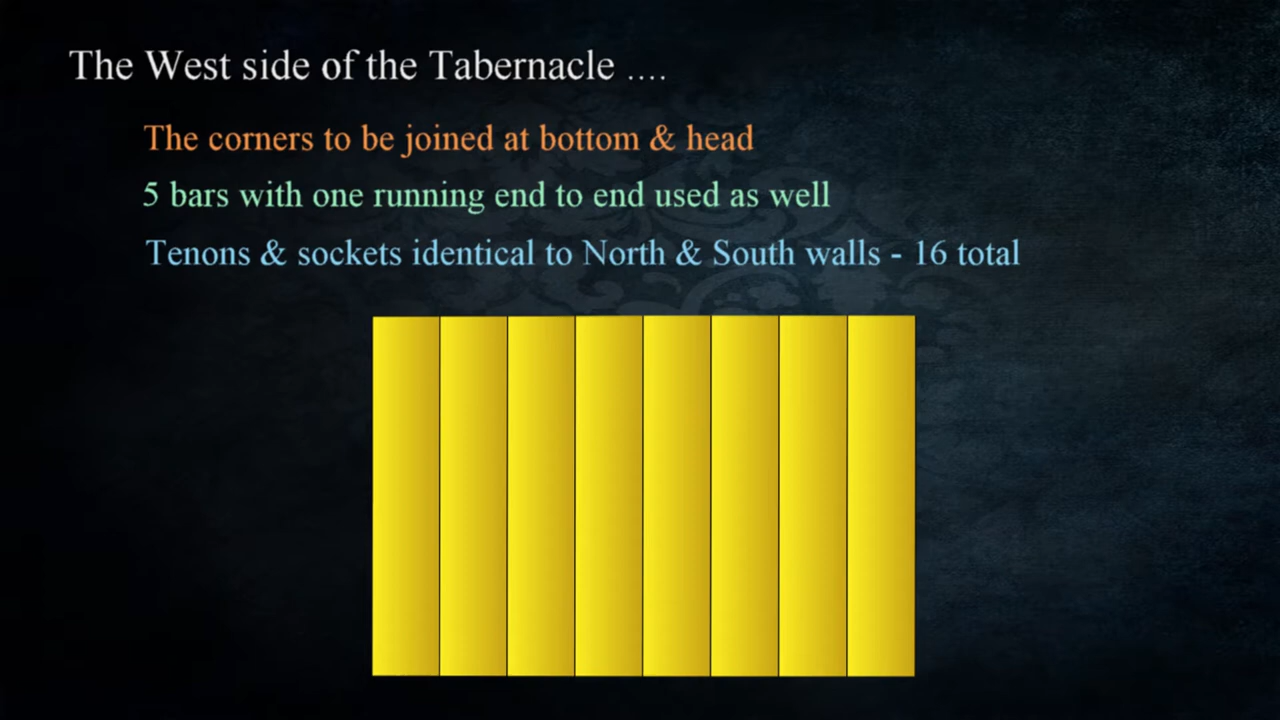 The West side of the Tabernacle ....
The corners to be joined at bottom & head
5 bars with one running end to end used as well
Tenons & sockets identical to North & South walls - 16 total